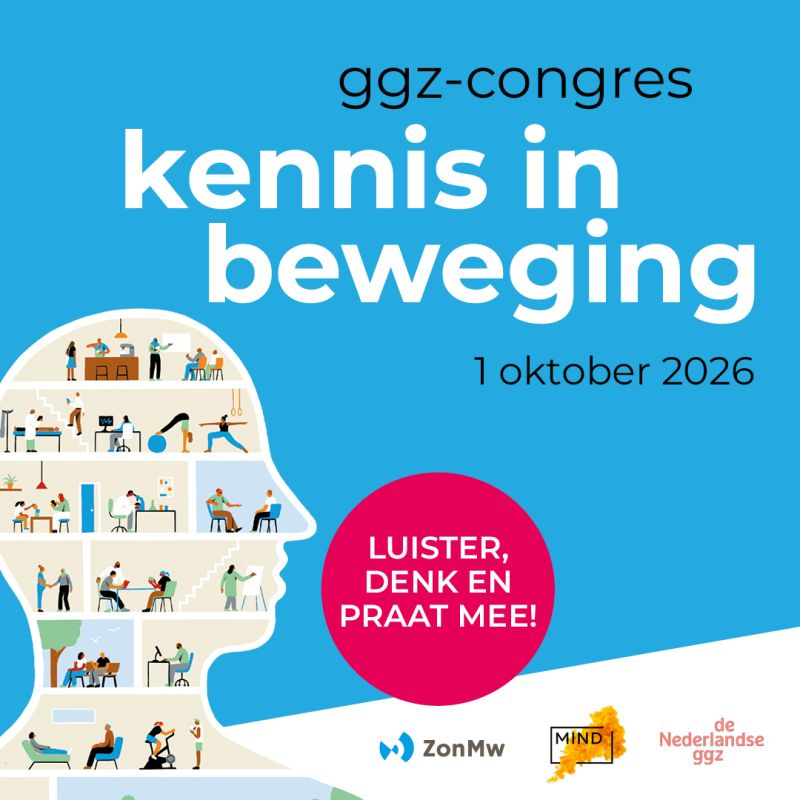 ggz-congres
kennis in
beweging
1 oktober 2026
LUISTER,
DENK EN
PRAAT MEE!
ZonMw
MIND
de
Nederlandse
ggz